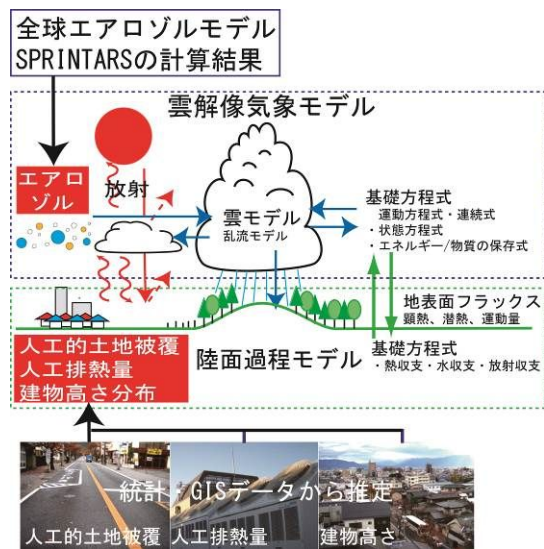 全球エアロゾルモデル
SPRINTARSの計算結果
雲解像気象モデル
エアロ
ゾル
放射
雲モデル
乱流モデル
基礎方程式
運動方程式・連続式
・状態方程式
・エネルギー/物質の保存式
地表面フラックス
顕熱、潜熱、運動量
人工的土地被覆
人工排熱量
建物高さ分布
陸面過程モデル
基礎方程式
・熱収支・水収支・放射収支
統計・GISデータから推定
人工的土地被覆
人工排熱量
建物高さ